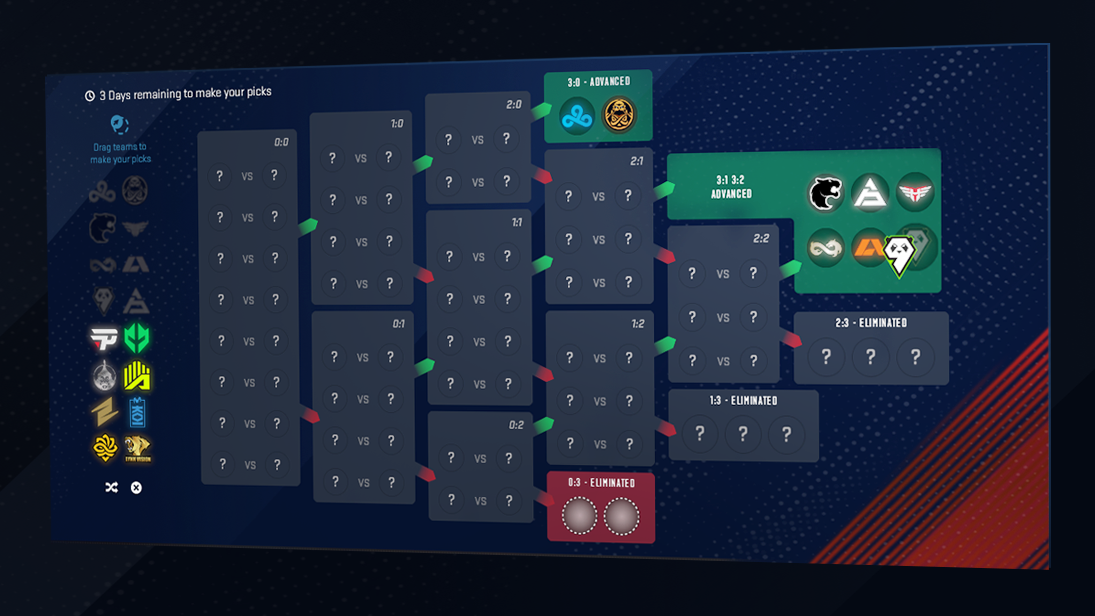 3 Days remaining to make your picks
Drag teams to
make your picks
0:0
? VS ?
? VS ?
? VS ?
? VS ?
? VS ?
? VS ?
? VS ?
? VS ?
1:0
? VS ?
? VS ?
? VS ?
? VS ?
0:1
? VS ?
? VS ?
? VS ?
? VS ?
2:0
? VS ?
? VS ?
1:1
? VS ?
? VS ?
? VS ?
? VS ?
0:2
? VS ?
? VS ?
3:0 - ADVANCED
2:1
? VS ?
? VS ?
? VS ?
1:2
? VS ?
? VS ?
? VS ?
0:3 - ELIMINATED
3:1 3:2
ADVANCED
2:2
? VS ?
? VS ?
? VS ?
1:3 - ELIMINATED
? ? ?
2:3 - ELIMINATED
? ? ?
KOI
LYNN VISION
9